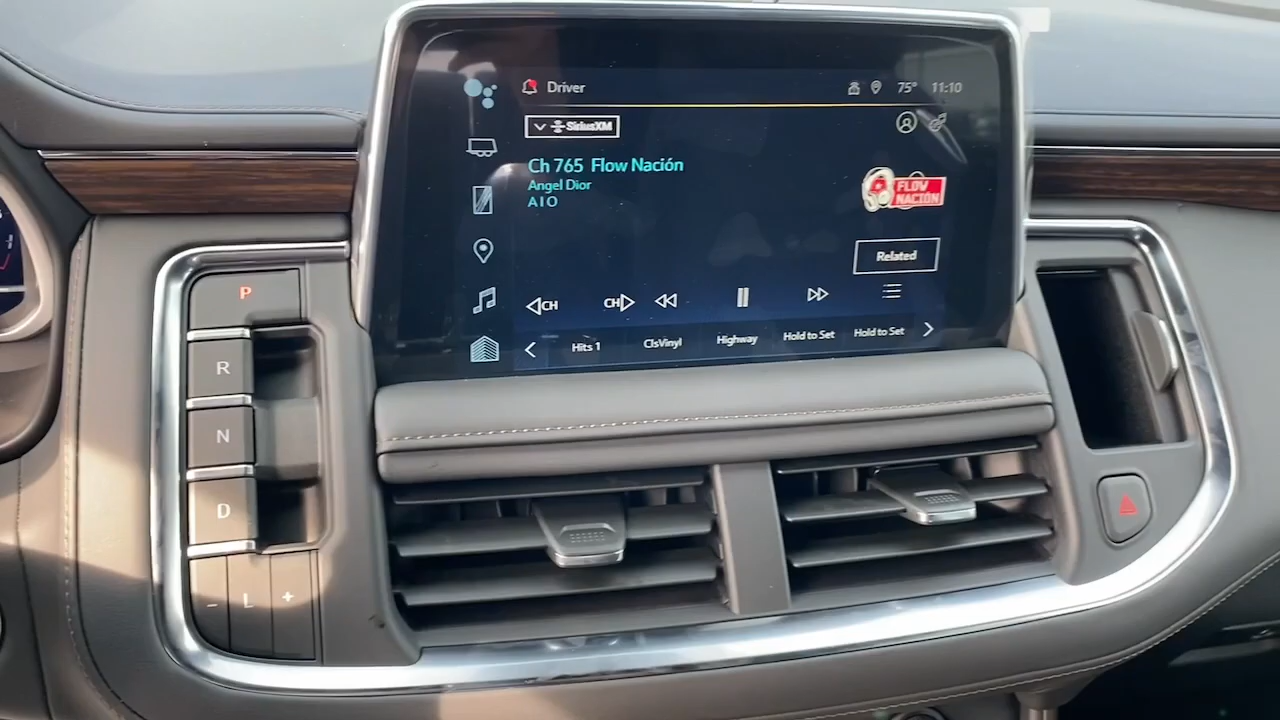 Driver
75° 11:10
SiriusXM
Ch 765 Flow Nación
Angel Dior
A I O
FLOW
NACIÓN
Related
CH
CH
Hits 1
ClsVinyl
Highway
Hold to Set
Hold to Set
P
R
N
D
- L +